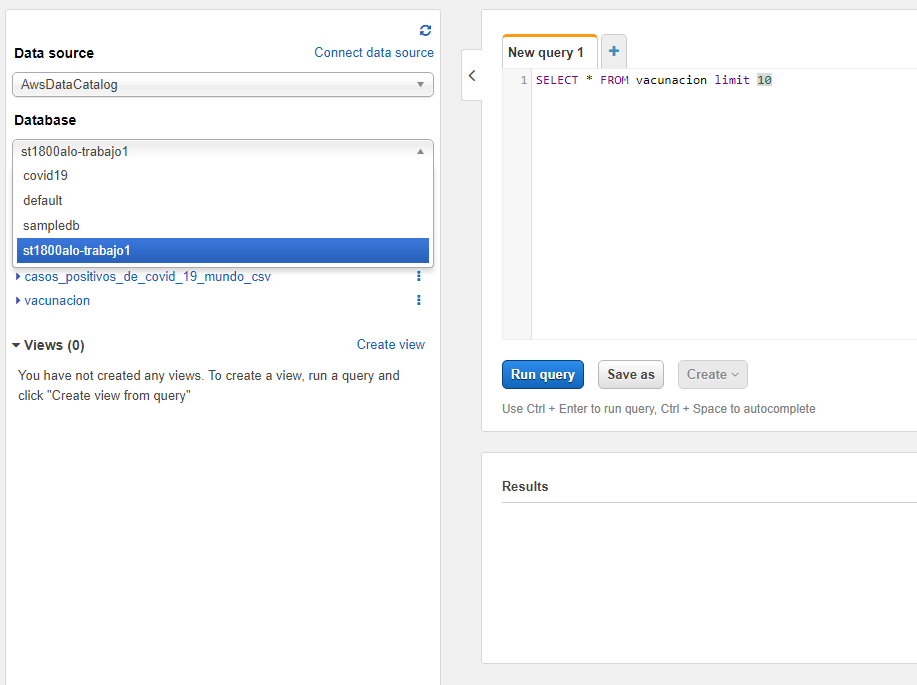 Data source
Connect data source
AwsDataCatalog
Database
st1800alo-trabajo1
covid19
default
sampledb
st1800alo-trabajo1
casos_positivos_de_covid_19_mundo_csv
vacunacion
Views (0)
Create view
You have not created any views. To create a view, run a query and
click "Create view from query"
New query 1
1 SELECT * FROM vacunacion limit 10
Run query
Save as
Create
Use Ctrl + Enter to run query, Ctrl + Space to autocomplete
Results